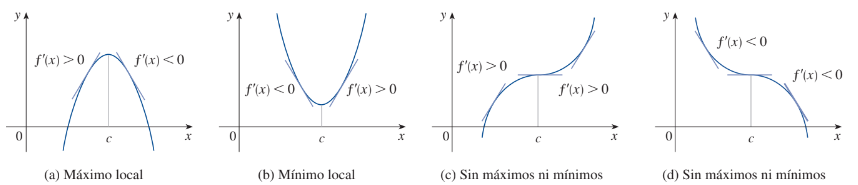 y
f′(x) > 0
f′(x) < 0
0
c
x
(a) Máximo local
y
f′(x) < 0
f′(x) > 0
0
c
x
(b) Mínimo local
y
f′(x) > 0
f′(x) > 0
0
c
x
(c) Sin máximos ni mínimos
y
f′(x) < 0
f′(x) < 0
0
c
x
(d) Sin máximos ni mínimos